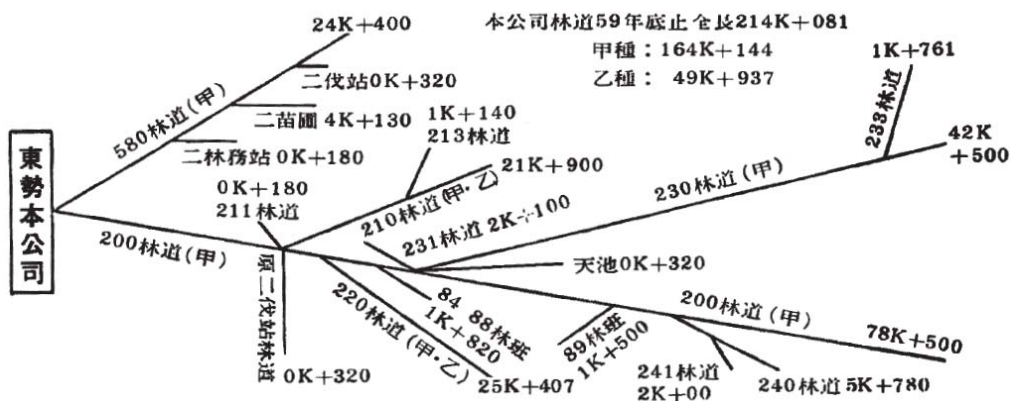 本公司林道59年底止全長214K+081
甲種：164K+144
乙種： 49K+937
東勢本公司
580林道(甲)
24K+400
二伐站0K+320
二苗圃 4K+130
二林務站 0K+180
200林道(甲)
0K+180
211林道
原二伐站林道
0K+320
210林道(甲·乙)
21K+900
1K+140
213林道
220林道(甲·乙)
25K+407
84 88林班
1K+820
231林道 2K+100
天池0K+320
230林道(甲)
42K
+500
233林道
1K+761
200林道(甲)
78K+500
89林班
1K+500
241林道
2K+00
240林道5K+780